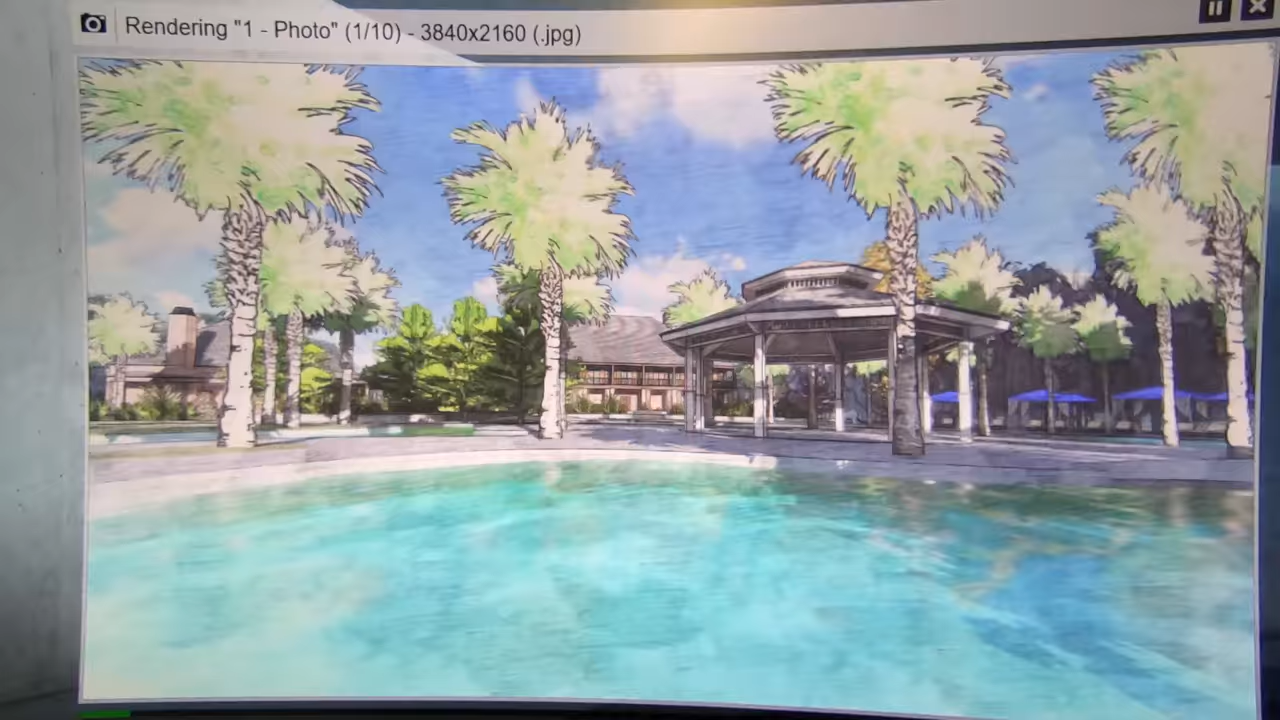 Rendering "1 - Photo" (1/10) - 3840x2160 (.jpg)